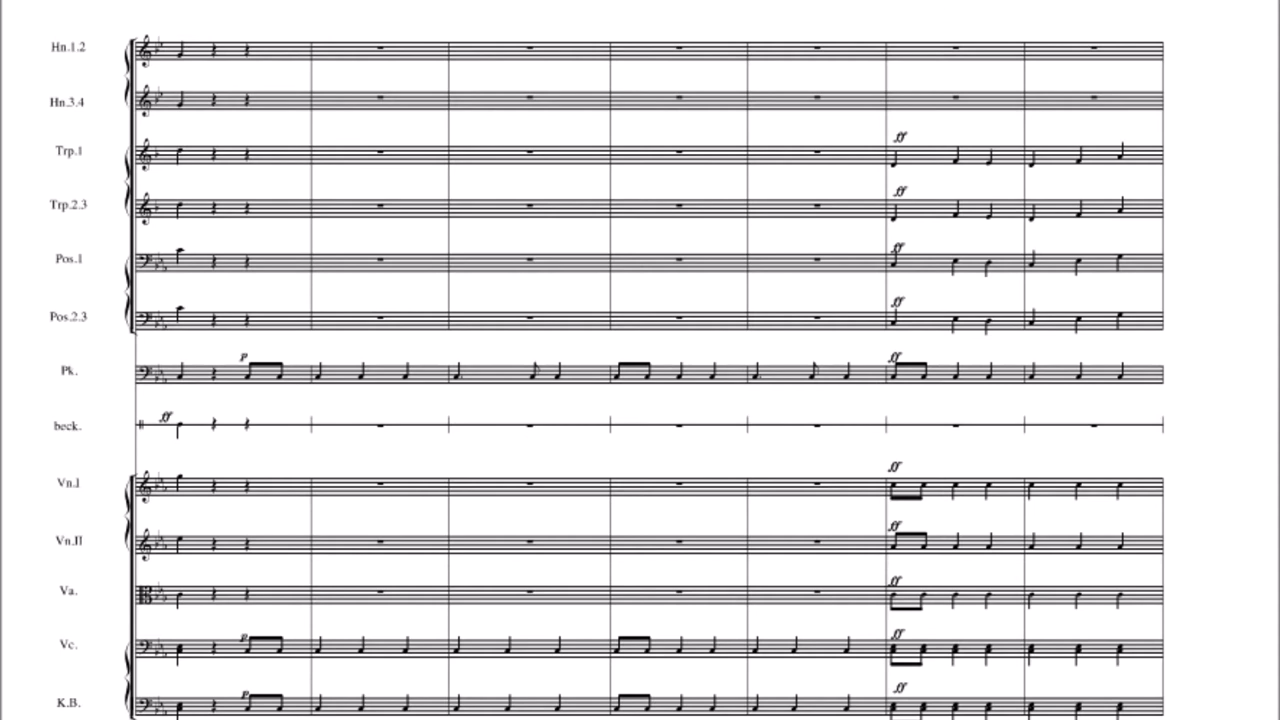 Hn.1.2
Hn.3.4
Trp.1
ff
Trp.2.3
ff
Pos.1
ff
Pos.2.3
ff
Pk.
p
ff
beck.
ff
Vn.I
ff
Vn.II
ff
Va.
ff
Vc.
p
ff
K.B.
p
ff